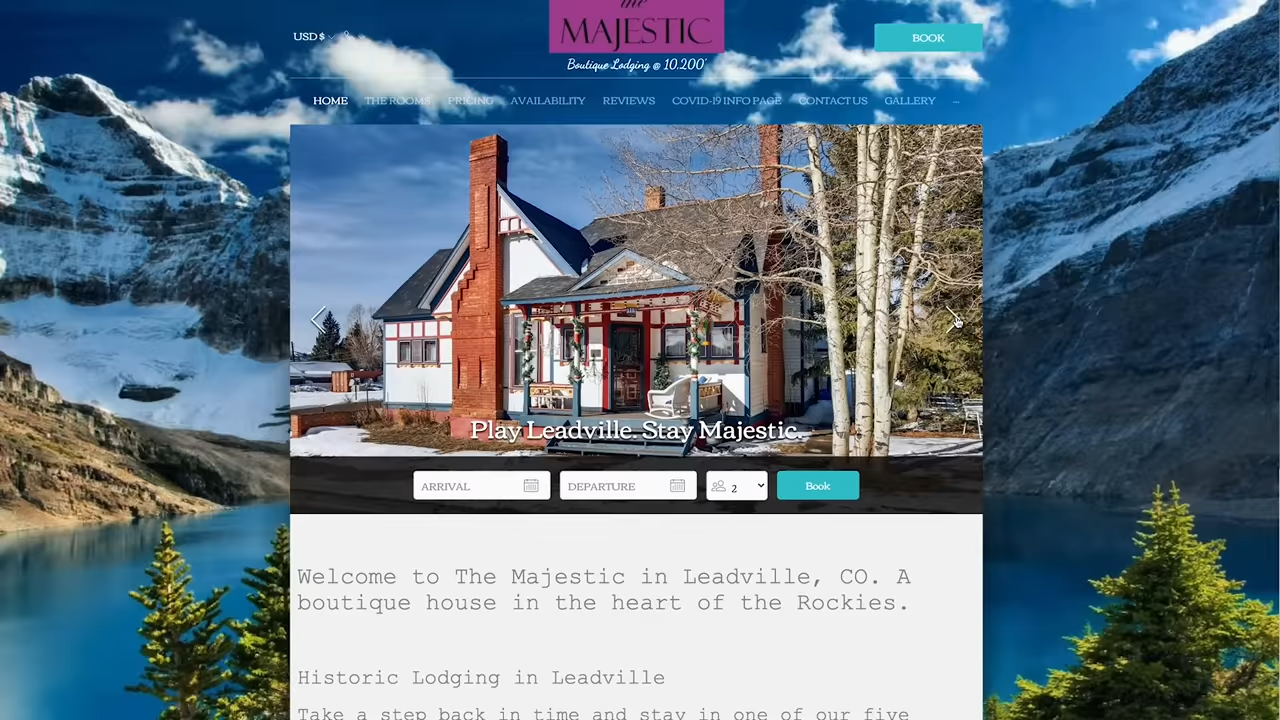 the
MAJESTIC
USD $
BOOK
Boutique Lodging @ 10.200'
HOME THE ROOMS PRICING AVAILABILITY REVIEWS COVID-19 INFO PAGE CONTACT US GALLERY ...
Play Leadville. Stay Majestic.
ARRIVAL DEPARTURE 2 Book
Welcome to The Majestic in Leadville, CO. A
boutique house in the heart of the Rockies.
Historic Lodging in Leadville
Take a step back in time and stay in one of our five